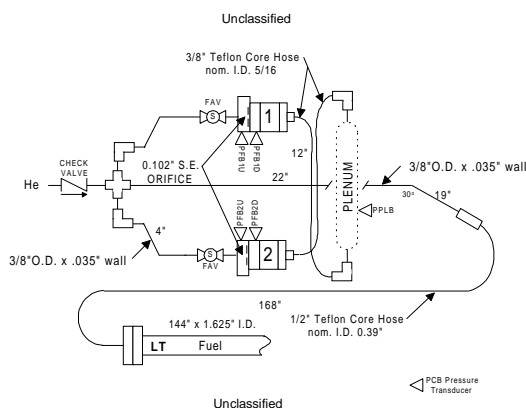 Unclassified
3/8" Teflon Core Hose
nom. I.D. 5/16
FAV
S
1
PFB1U
PFB1D
CHECK
VALVE
He
0.102" S.E.
ORIFICE
12"
22"
PLENUM
3/8"O.D. x .035" wall
30°
19"
PPLB
PFB2U
PFB2D
4"
3/8"O.D. x .035" wall
S
FAV
2
168"
1/2" Teflon Core Hose
nom. I.D. 0.39"
144" x 1.625" I.D.
LT Fuel
PCB Pressure
Transducer
Unclassified